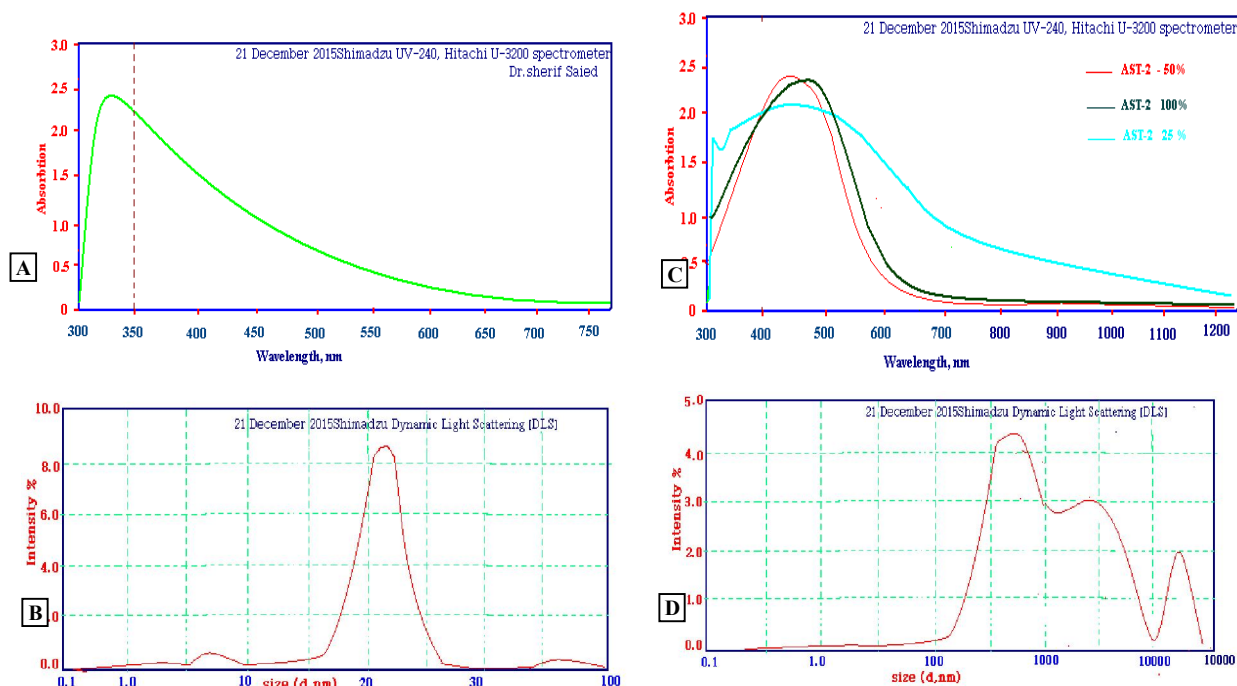 21 December 2015Shimadzu UV-240, Hitachi U-3200 spectrometer
Dr.sherif Saied
3.0
2.5
2.0
1.5
1.0
0.5
0
Absorbtion
A
300 350 400 450 500 550 600 650 700 750
Wavelength, nm
21 December 2015Shimadzu UV-240, Hitachi U-3200 spectrometer
AST-2 - 50%
AST-2 100%
AST-2 25 %
3.0
2.5
2.0
1.5
1.0
0.5
0
Absorbtion
C
300 400 500 600 700 800 900 1000 1100 1200
Wavelength, nm
21 December 2015Shimadzu Dynamic Light Scattering [DLS]
10.0
8.0
6.0
4.0
.0
0.0
Intensity %
B
0.1 1.0 10 20 30 100
size (d,nm)
21 December 2015Shimadzu Dynamic Light Scattering [DLS]
5.0
4.0
3.0
2.0
1.0
0.0
Intensity %
D
0.1 1.0 100 1000 10000 10000
size (d,nm)